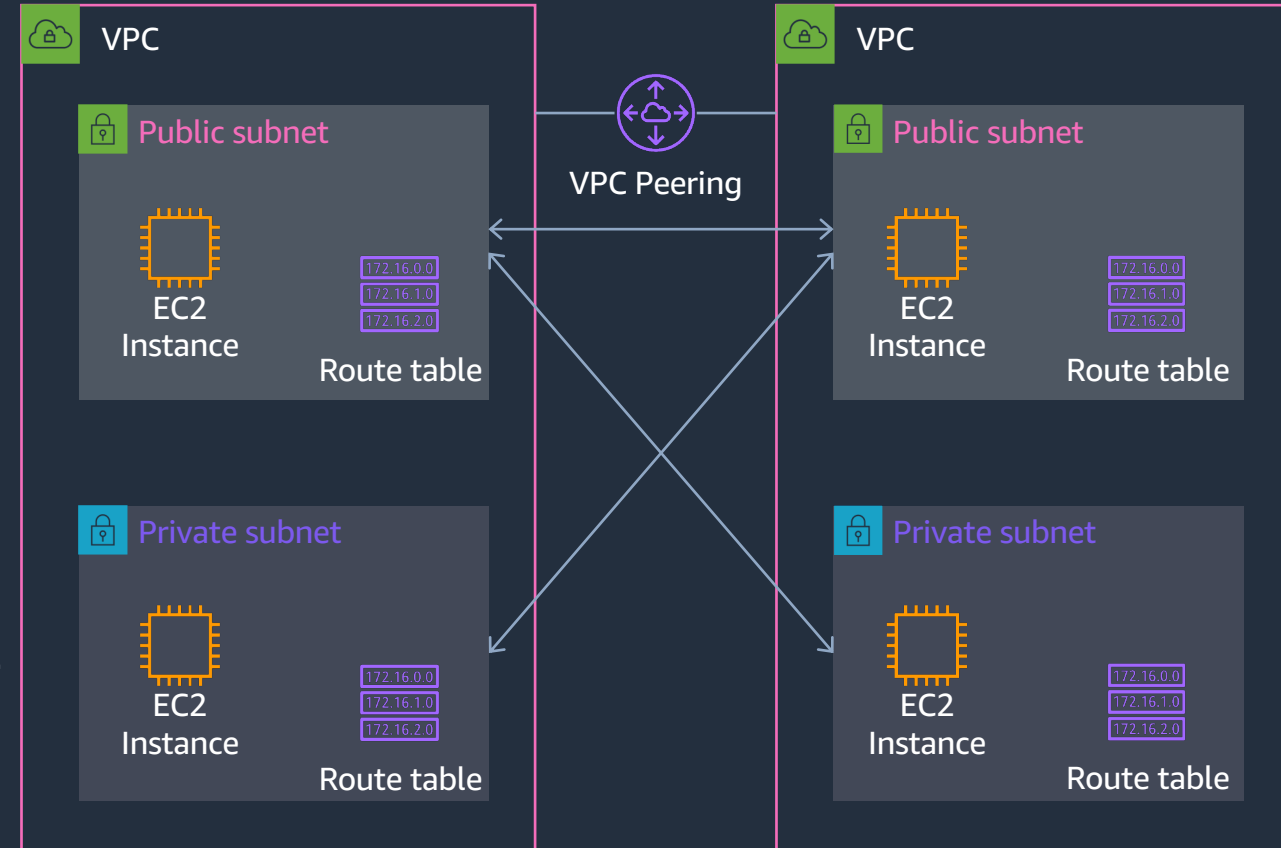 VPC
VPC
Public subnet
Public subnet
VPC Peering
EC2
Instance
172.16.0.0
172.16.1.0
172.16.2.0
Route table
EC2
Instance
172.16.0.0
172.16.1.0
172.16.2.0
Route table
Private subnet
Private subnet
EC2
Instance
172.16.0.0
172.16.1.0
172.16.2.0
Route table
EC2
Instance
172.16.0.0
172.16.1.0
172.16.2.0
Route table